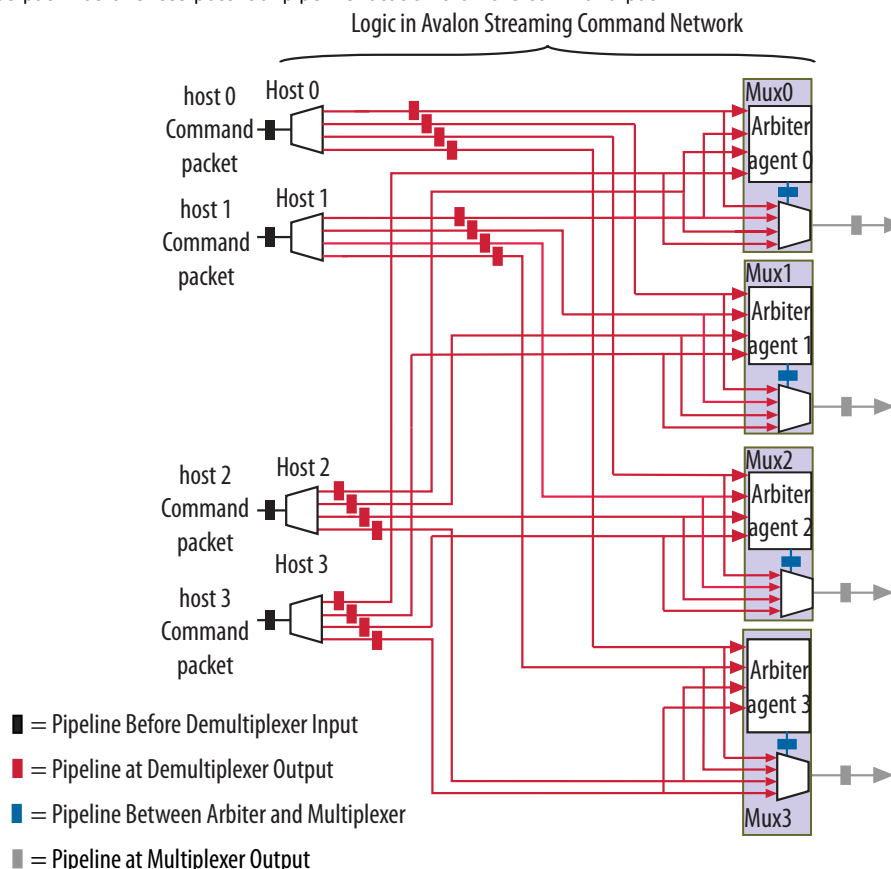 Logic in Avalon Streaming Command Network
host 0
Command
packet
Host 0
host 1
Command
packet
Host 1
host 2
Command
packet
Host 2
host 3
Command
packet
Host 3
Mux0
Arbiter
agent 0
Mux1
Arbiter
agent 1
Mux2
Arbiter
agent 2
Arbiter
agent 3
Mux3
= Pipeline Before Demultiplexer Input
= Pipeline at Demultiplexer Output
= Pipeline Between Arbiter and Multiplexer
= Pipeline at Multiplexer Output